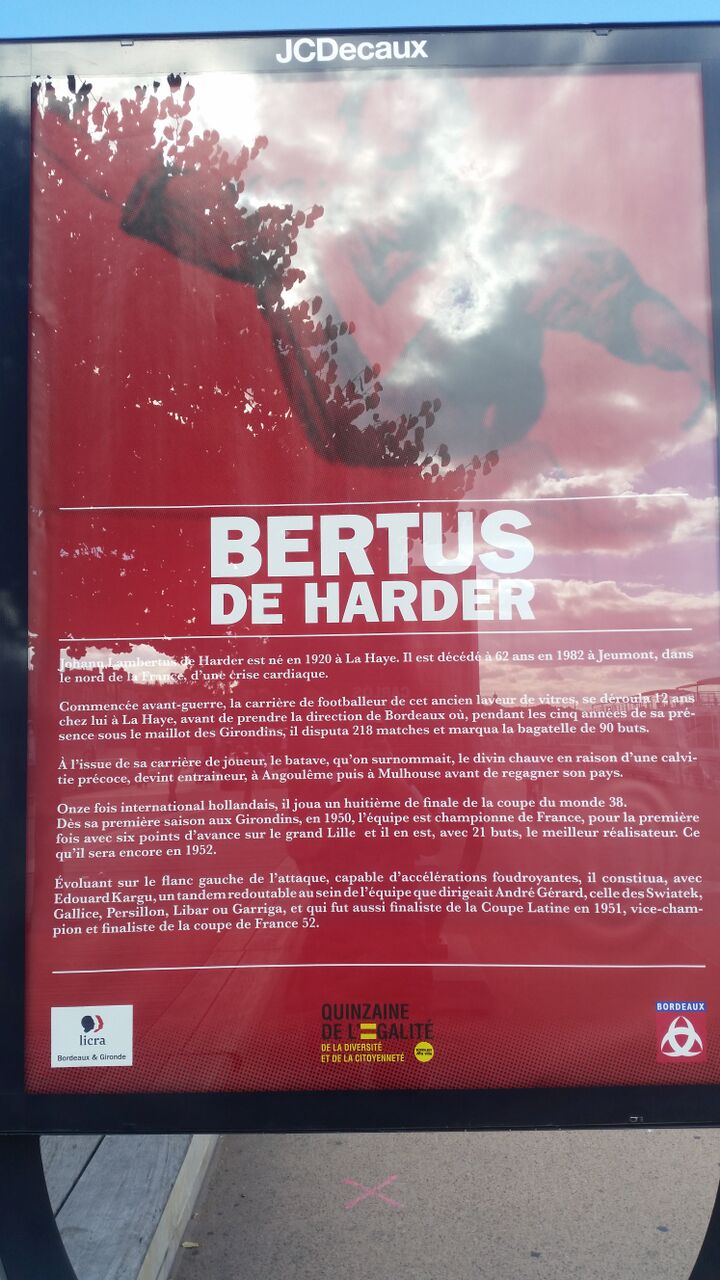 JCDecaux
BERTUS
DE HARDER
Johann Lambertus de Harder est né en 1920 à La Haye. Il est décédé à 62 ans en 1982 à Jeumont, dans
le nord de la France, d'une crise cardiaque.
Commencée avant-guerre, la carrière de footballeur de cet ancien laveur de vitres, se déroula 12 ans
chez lui à La Haye, avant de prendre la direction de Bordeaux où, pendant les cinq années de sa pré-
sence sous le maillot des Girondins, il disputa 218 matches et marqua la bagatelle de 90 buts.
À l'issue de sa carrière de joueur, le batave, qu'on surnommait, le divin chauve en raison d'une calvi-
tie précoce, devint entraineur, à Angoulême puis à Mulhouse avant de regagner son pays.
Onze fois international hollandais, il joua un huitième de finale de la coupe du monde 38.
Dès sa première saison aux Girondins, en 1950, l'équipe est championne de France, pour la première
fois avec six points d'avance sur le grand Lille et il en est, avec 21 buts, le meilleur réalisateur. Ce
qu'il sera encore en 1952.
Évoluant sur le flanc gauche de l'attaque, capable d'accélérations foudroyantes, il constitua, avec
Edouard Kargu, un tandem redoutable au sein de l'équipe que dirigeait André Gérard, celle des Swiatek,
Gallice, Persillon, Libar ou Garriga, et qui fut aussi finaliste de la Coupe Latine en 1951, vice-cham-
pion et finaliste de la coupe de France 52.
licra
Bordeaux & Gironde
QUINZAINE
DE L'EGALITÉ
DE LA DIVERSITÉ
ET DE LA CITOYENNETÉ
BORDEAUX